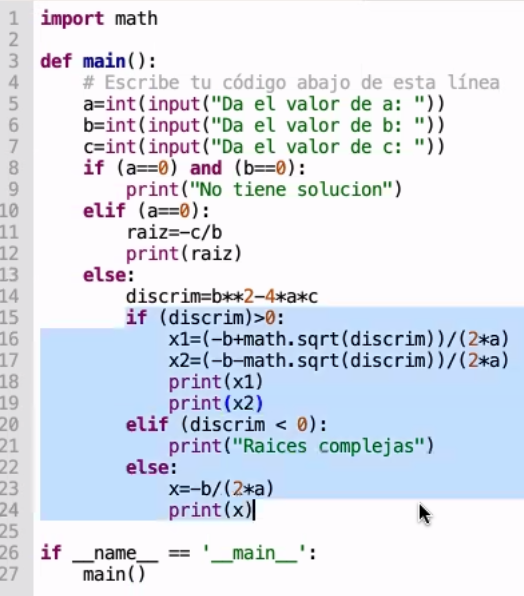 1 import math
2
3 def main():
4     # Escribe tu código abajo de esta línea
5     a=int(input("Da el valor de a: "))
6     b=int(input("Da el valor de b: "))
7     c=int(input("Da el valor de c: "))
8     if (a==0) and (b==0):
9         print("No tiene solucion")
10     elif (a==0):
11         raiz=-c/b
12         print(raiz)
13     else:
14         discrim=b**2-4*a*c
15         if (discrim)>0:
16             x1=(-b+math.sqrt(discrim))/(2*a)
17             x2=(-b-math.sqrt(discrim))/(2*a)
18             print(x1)
19             print(x2)
20         elif (discrim < 0):
21             print("Raices complejas")
22         else:
23             x=-b/(2*a)
24             print(x)
25
26 if __name__ == '__main__':
27     main()